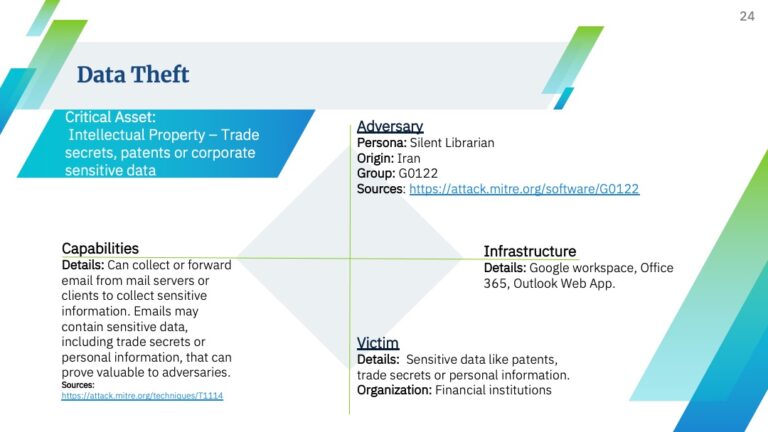 24
Data Theft
Critical Asset:
Intellectual Property – Trade
secrets, patents or corporate
sensitive data
Adversary
Persona: Silent Librarian
Origin: Iran
Group: G0122
Sources: https://attack.mitre.org/software/G0122
Capabilities
Details: Can collect or forward
email from mail servers or
clients to collect sensitive
information. Emails may
contain sensitive data,
including trade secrets or
personal information, that can
prove valuable to adversaries.
Sources:
https://attack.mitre.org/techniques/T1114
Infrastructure
Details: Google workspace, Office
365, Outlook Web App.
Victim
Details: Sensitive data like patents,
trade secrets or personal information.
Organization: Financial institutions